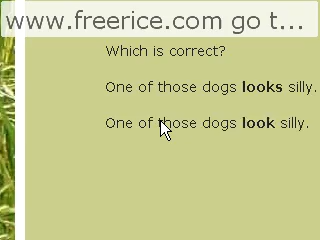 www.freerice.com go t...
Which is correct?
One of those dogs looks silly.
One of those dogs look silly.